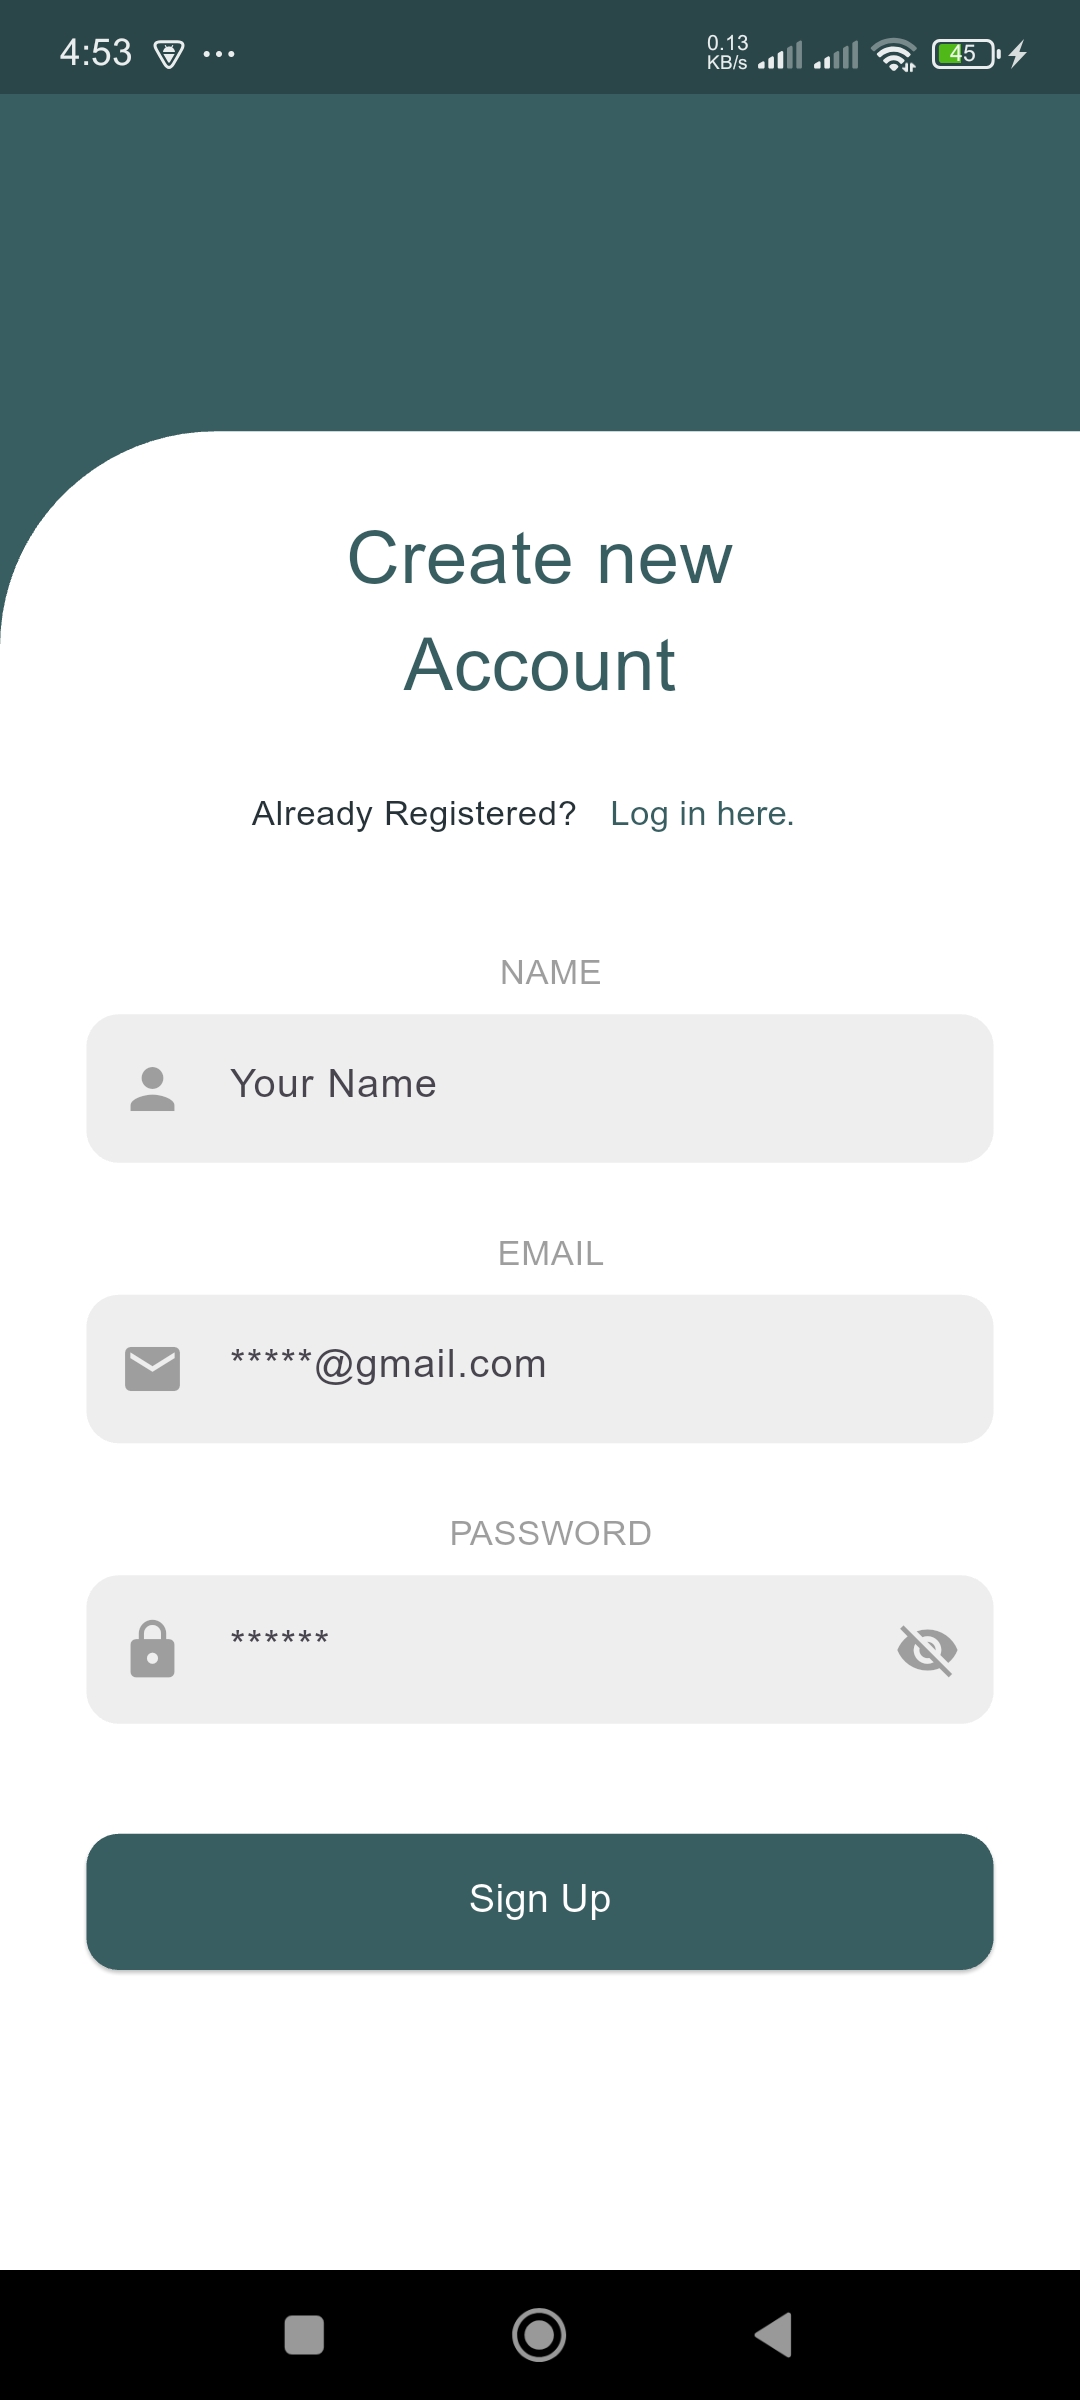 4:53 ... 0.13 KB/s 45
Create new
Account
Already Registered? Log in here.
NAME
Your Name
EMAIL
*****@gmail.com
PASSWORD
******
Sign Up